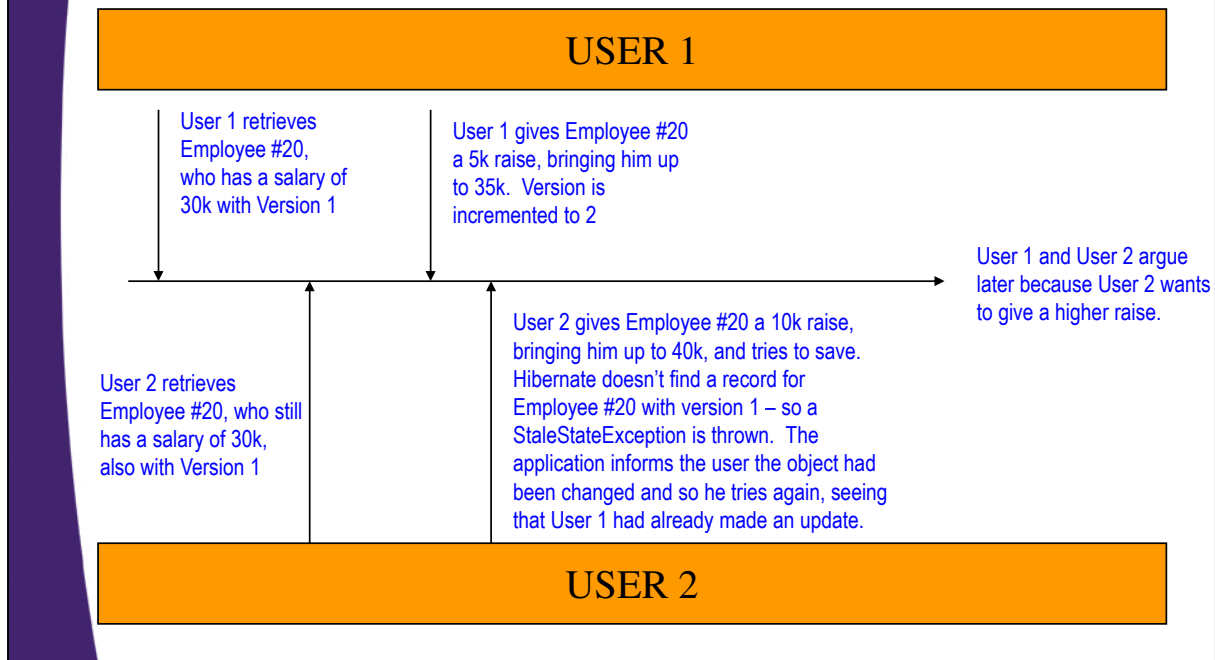 USER 1
User 1 retrieves
Employee #20,
who has a salary of
30k with Version 1
User 1 gives Employee #20
a 5k raise, bringing him up
to 35k.  Version is
incremented to 2
User 1 and User 2 argue
later because User 2 wants
to give a higher raise.
User 2 retrieves
Employee #20, who still
has a salary of 30k,
also with Version 1
User 2 gives Employee #20 a 10k raise,
bringing him up to 40k, and tries to save.
Hibernate doesn’t find a record for
Employee #20 with version 1 – so a
StaleStateException is thrown.  The
application informs the user the object had
been changed and so he tries again, seeing
that User 1 had already made an update.
USER 2